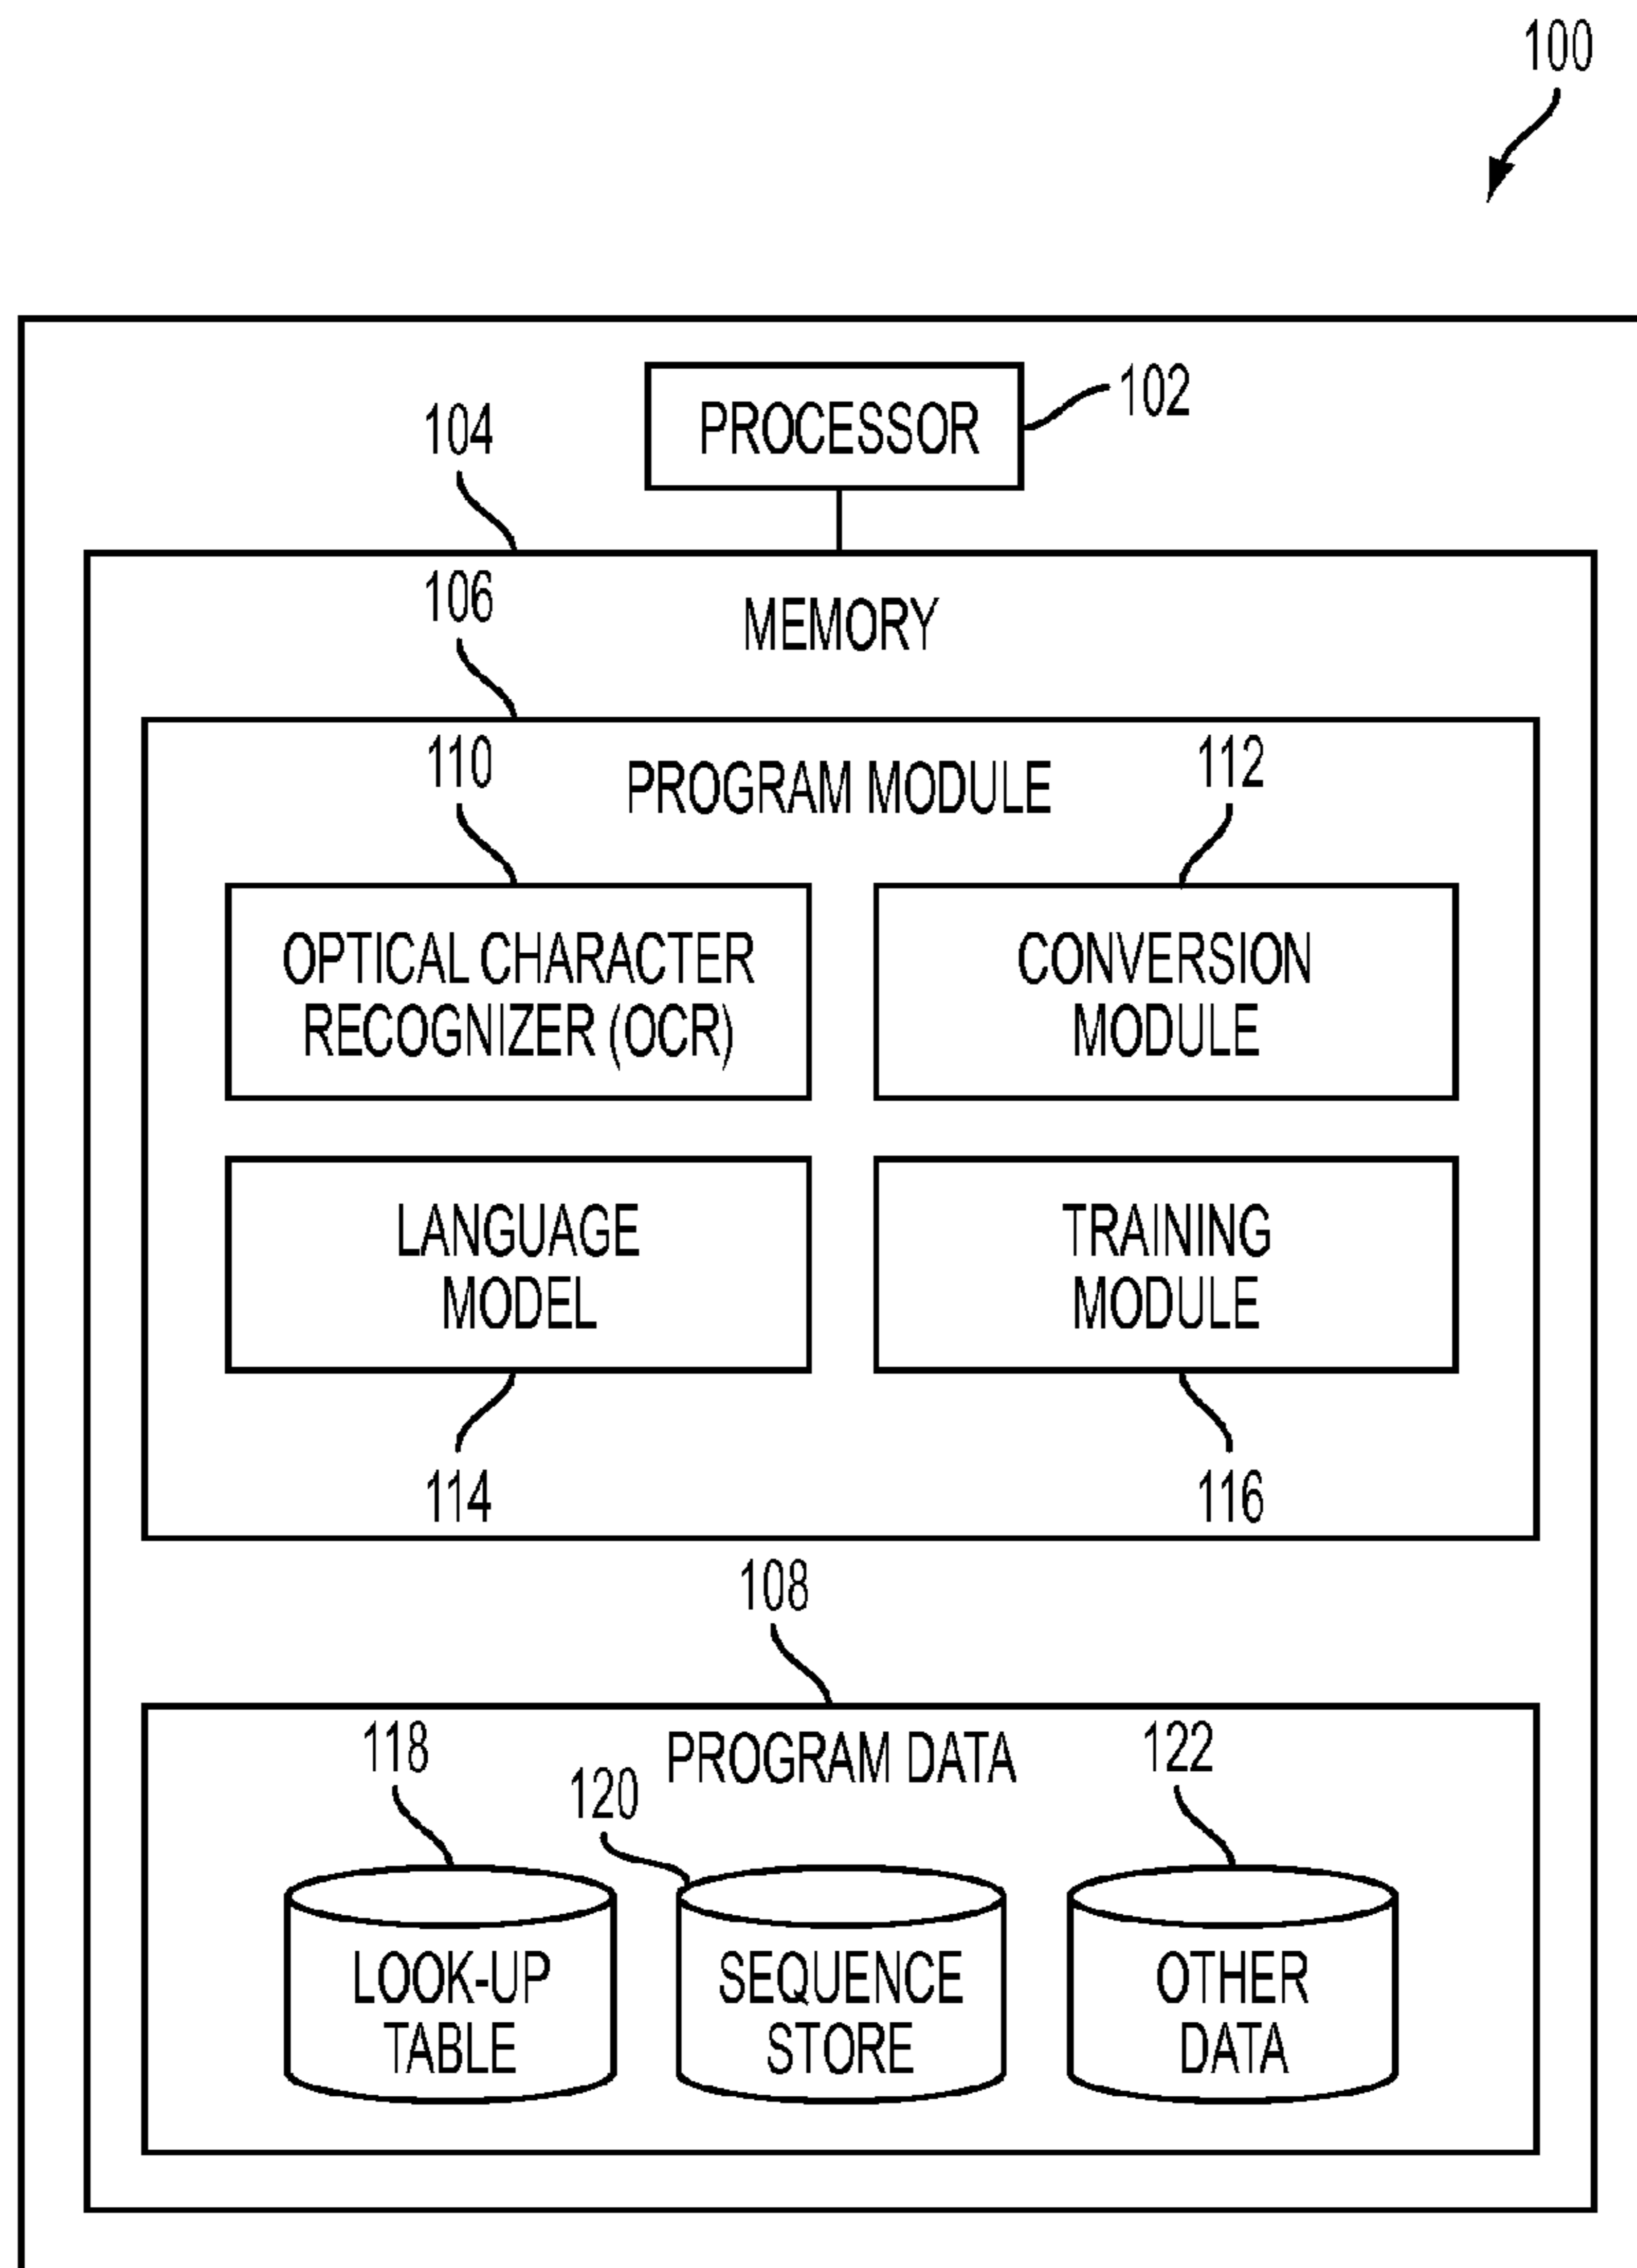 100
PROCESSOR
102
104
MEMORY
106
PROGRAM MODULE
110
112
OPTICAL CHARACTER
RECOGNIZER (OCR)
CONVERSION
MODULE
LANGUAGE
MODEL
TRAINING
MODULE
114
116
108
PROGRAM DATA
118
120
122
LOOK-UP
TABLE
SEQUENCE
STORE
OTHER
DATA